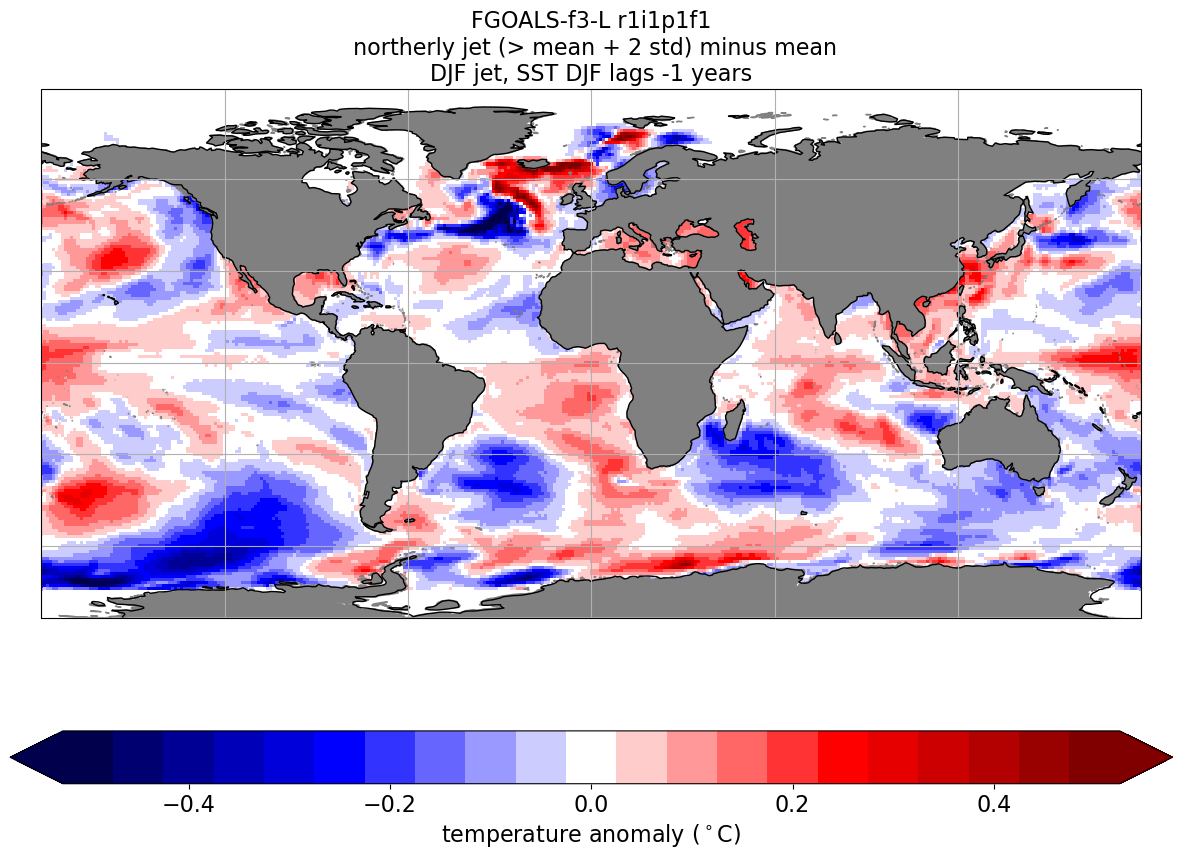 FGOALS-f3-L r1i1p1f1
northerly jet (> mean + 2 std) minus mean
DJF jet, SST DJF lags -1 years
−0.4 −0.2 0.0 0.2 0.4
temperature anomaly (°C)